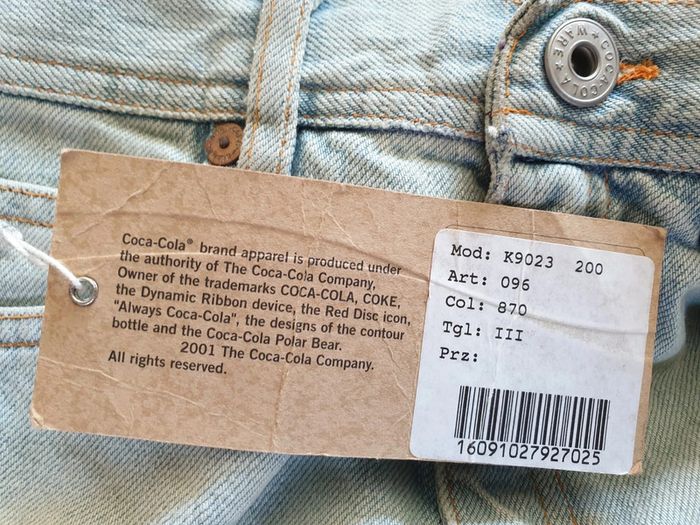 COCA-COLA ★ WARE ★
Coca-Cola® brand apparel is produced under
the authority of The Coca-Cola Company,
Owner of the trademarks COCA-COLA, COKE,
the Dynamic Ribbon device, the Red Disc icon,
"Always Coca-Cola", the designs of the contour
bottle and the Coca-Cola Polar Bear.
2001 The Coca-Cola Company.
All rights reserved.
Mod: K9023 200
Art: 096
Col: 870
Tgl: III
Prz:
16091027927025